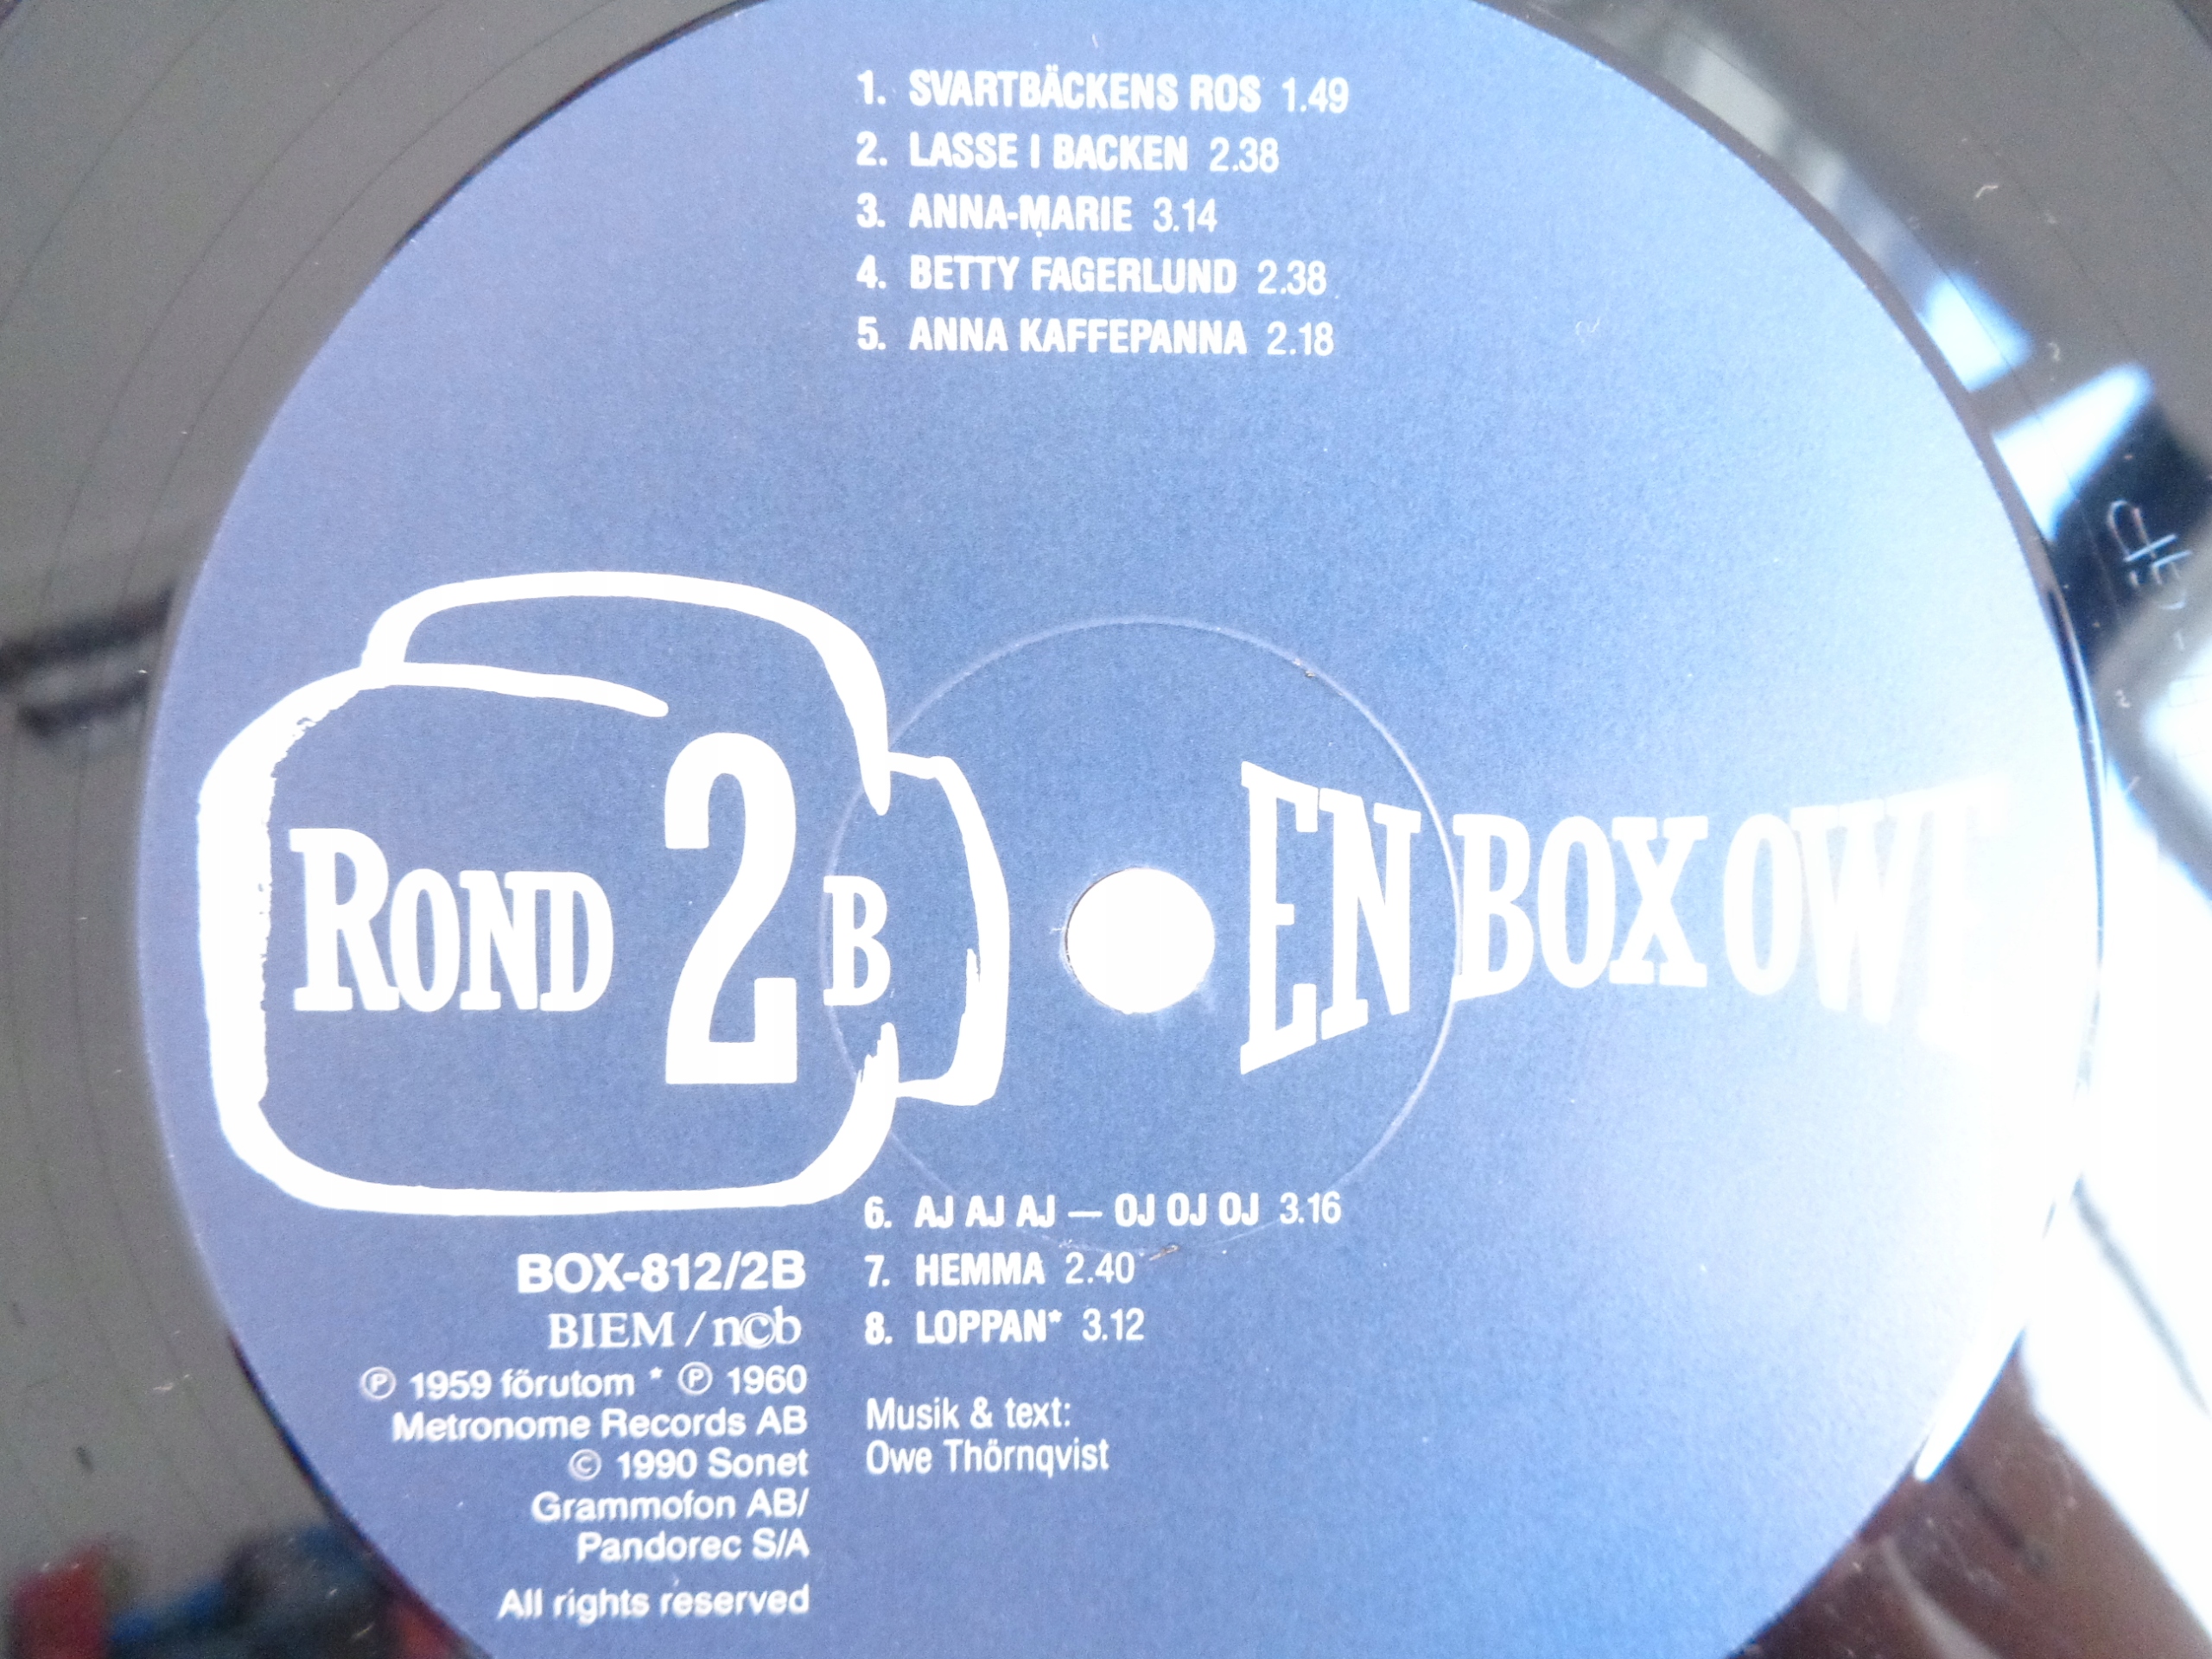 1. SVARTBÄCKENS ROS 1.49
2. LASSE I BACKEN 2.38
3. ANNA-MARIE 3.14
4. BETTY FAGERLUND 2.38
5. ANNA KAFFEPANNA 2.18
ROND 2 B
EN BOX OWE
6. AJ AJ AJ — OJ OJ OJ 3.16
7. HEMMA 2.40
8. LOPPAN* 3.12
Musik & text:
Owe Thörnqvist
BOX-812/2B
BIEM/n©b
℗ 1959 förutom * ℗ 1960
Metronome Records AB
© 1990 Sonet
Grammofon AB/
Pandorec S/A
All rights reserved